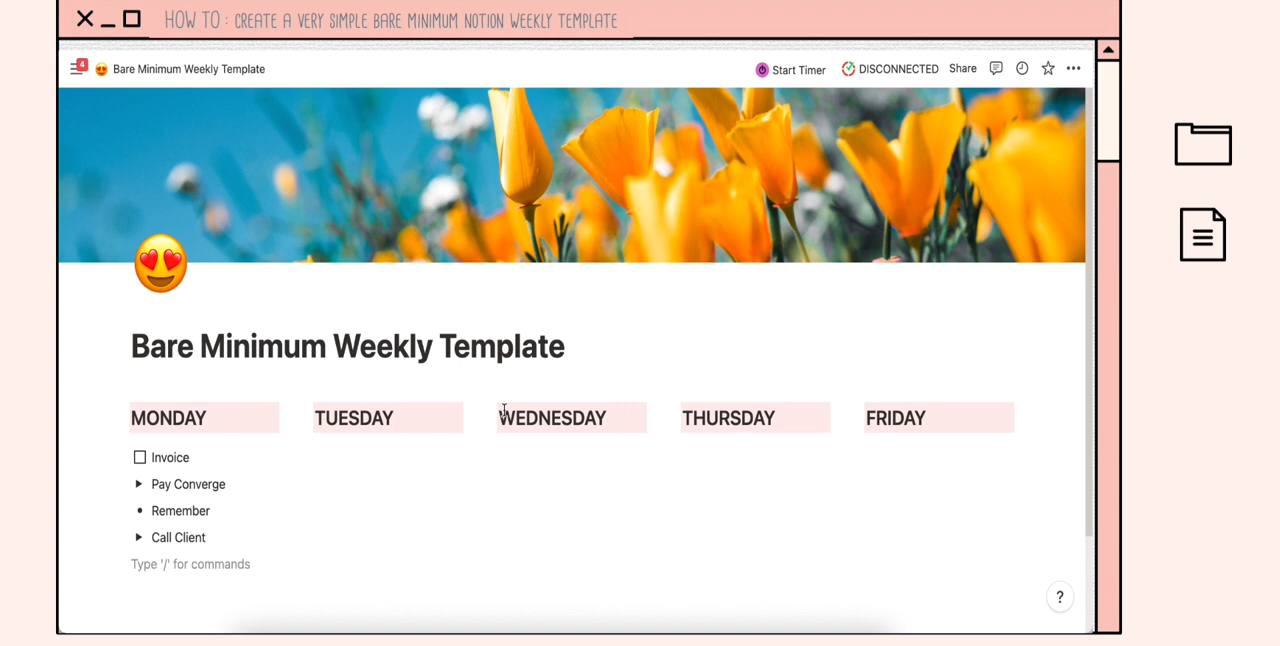 HOW TO : CREATE A VERY SIMPLE BARE MINIMUM NOTION WEEKLY TEMPLATE
4 Bare Minimum Weekly Template Start Timer DISCONNECTED Share
Bare Minimum Weekly Template
MONDAY TUESDAY WEDNESDAY THURSDAY FRIDAY
Invoice
Pay Converge
• Remember
Call Client
Type '/' for commands
?